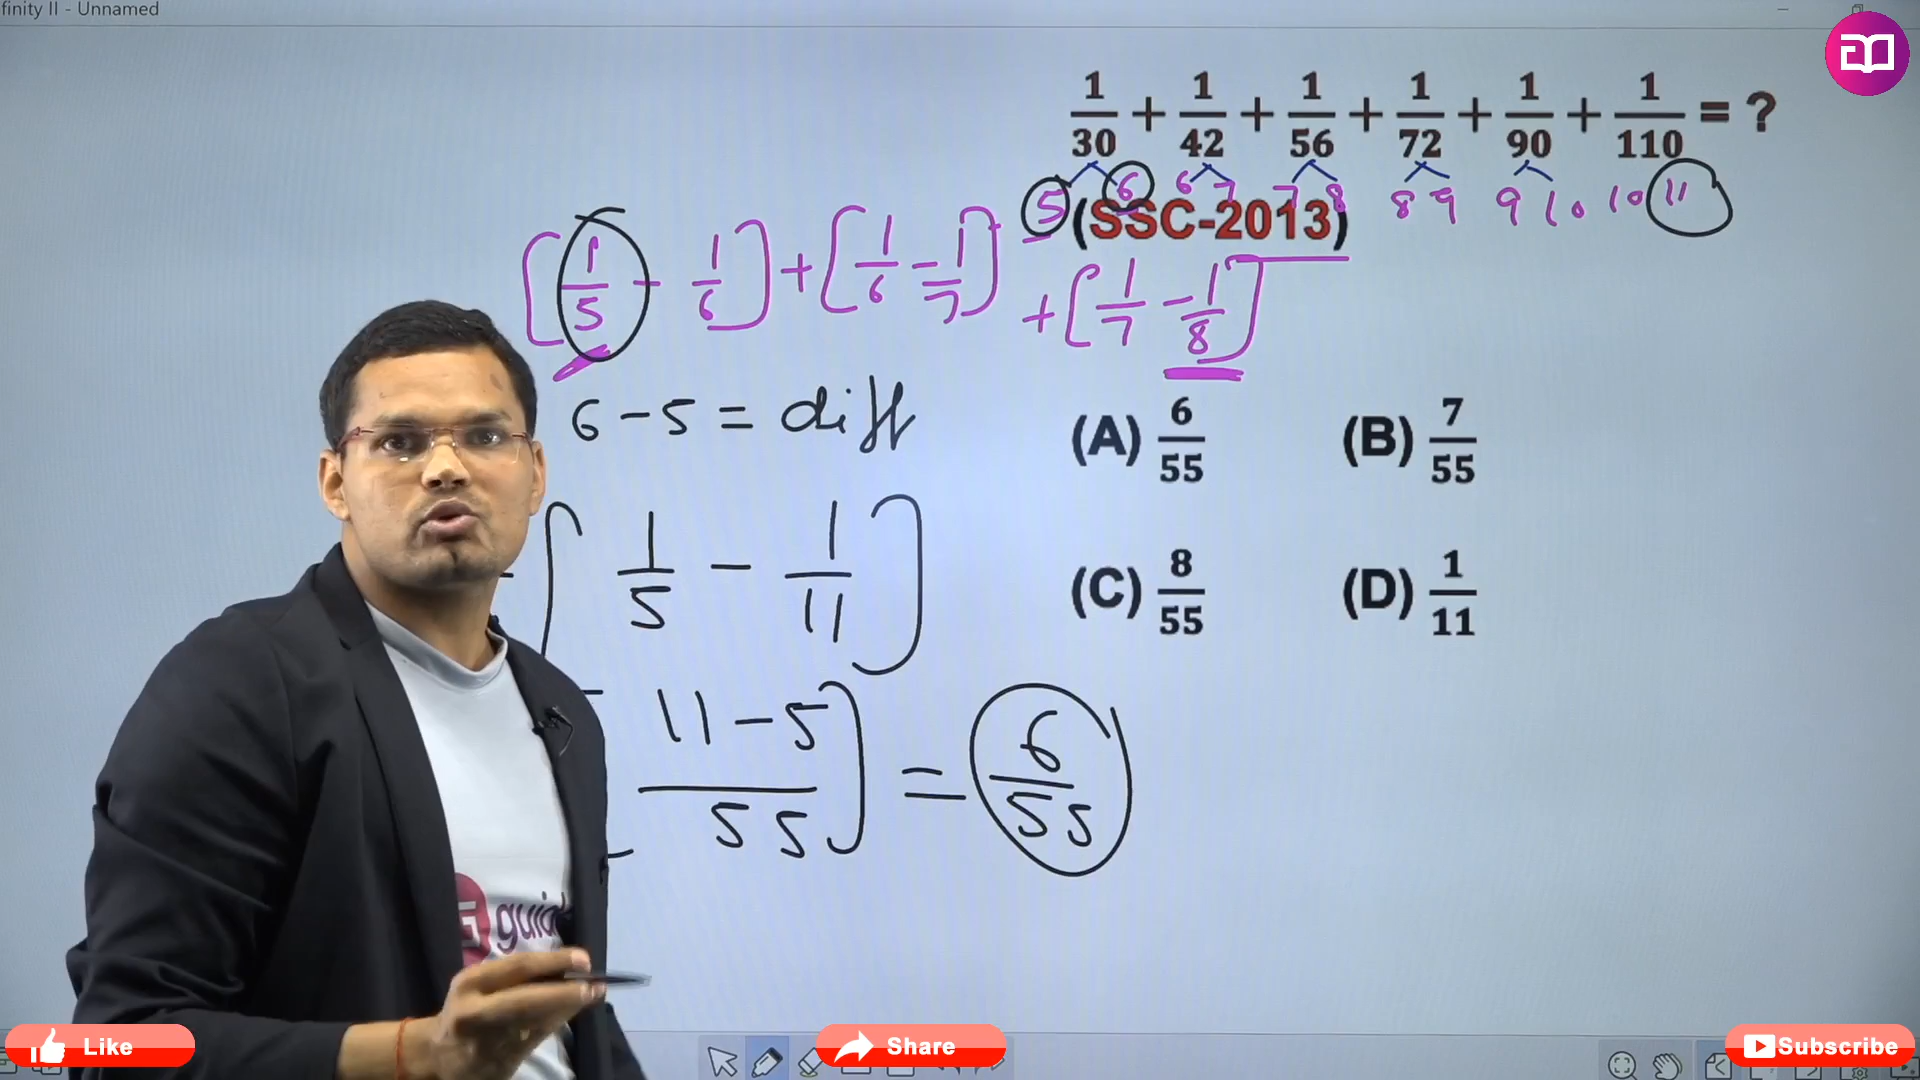 finity II - Unnamed
1/30 + 1/42 + 1/56 + 1/72 + 1/90 + 1/110 = ?
5 6 6 7 7 8 8 9 9 10 10 11
(SSC-2013)
[1/5 - 1/6] + [1/6 - 1/7]
+ [1/7 - 1/8]
6 - 5 = diff
(A) 6/55 (B) 7/55
[1/5 - 1/11]
(C) 8/55 (D) 1/11
11 - 5 / 55] = 6/55
Like
Share
Subscribe